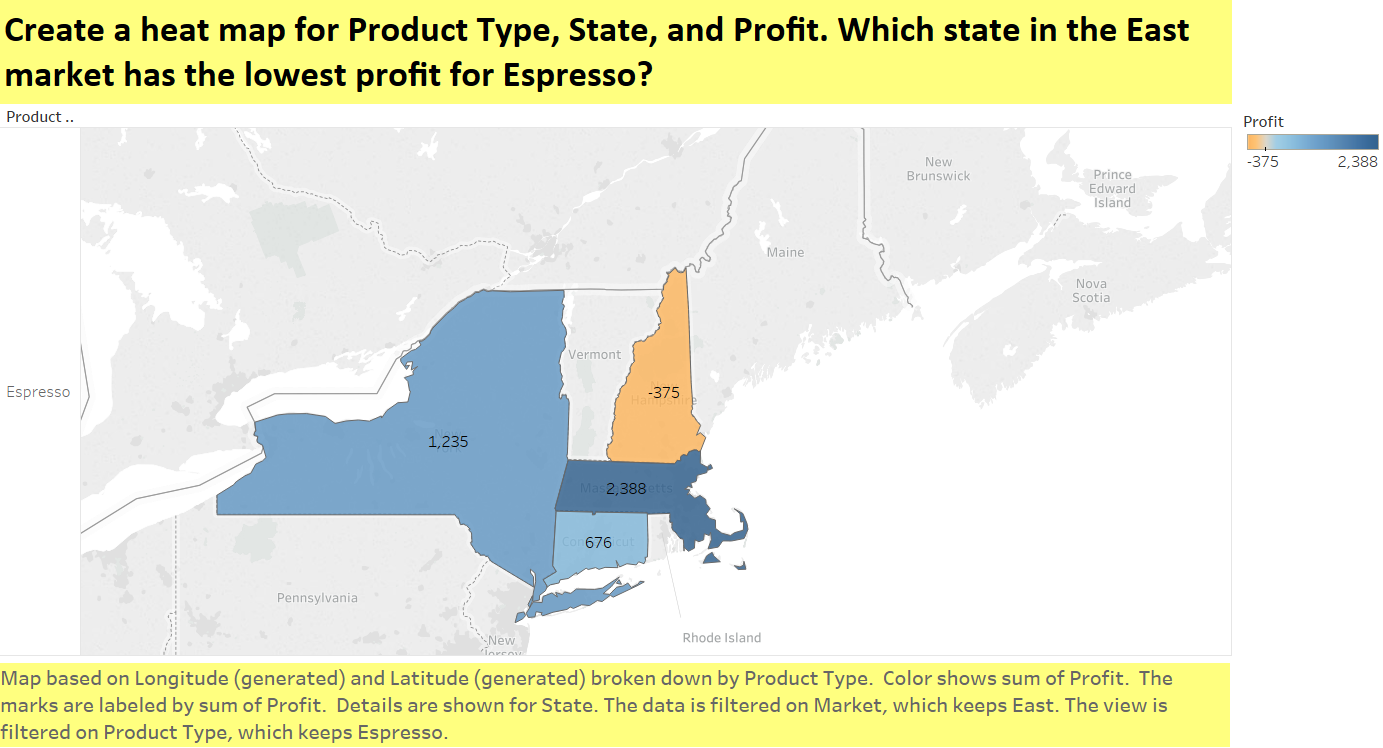 Create a heat map for Product Type, State, and Profit. Which state in the East
market has the lowest profit for Espresso?
Product ..
Profit
-375 2,388
New
Brunswick
Prince
Edward
Island
Maine
Nova
Scotia
Vermont
Espresso
-375
Hampshire
1,235
2,388
Massachusetts
676
Connecticut
Pennsylvania
Rhode Island
New
Jersey
Map based on Longitude (generated) and Latitude (generated) broken down by Product Type.  Color shows sum of Profit.  The
marks are labeled by sum of Profit.  Details are shown for State. The data is filtered on Market, which keeps East. The view is
filtered on Product Type, which keeps Espresso.